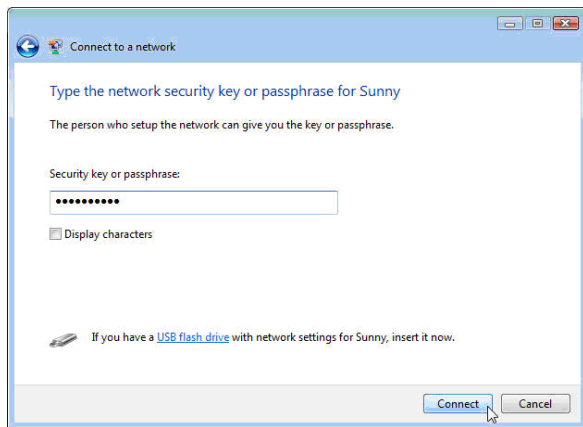 Connect to a network
Type the network security key or passphrase for Sunny
The person who setup the network can give you the key or passphrase.
Security key or passphrase:
••••••••••
Display characters
If you have a USB flash drive with network settings for Sunny, insert it now.
Connect Cancel